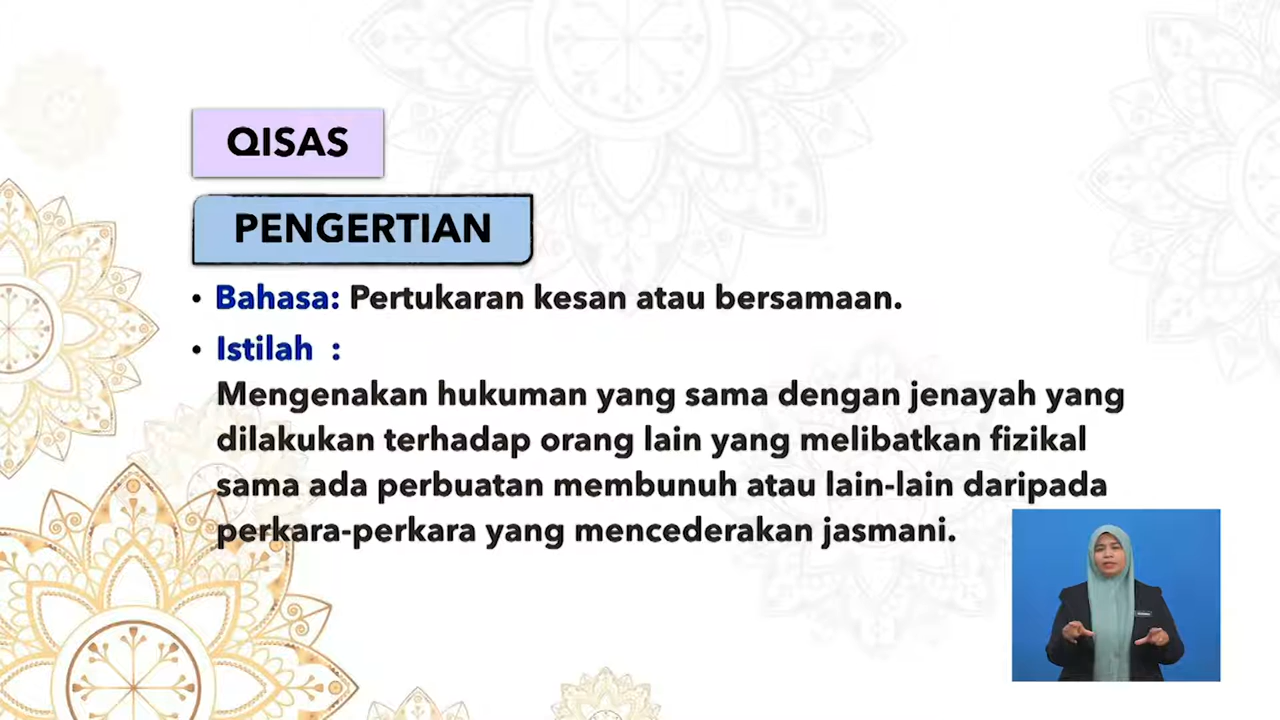 QISAS
PENGERTIAN
• Bahasa: Pertukaran kesan atau bersamaan.
• Istilah :
Mengenakan hukuman yang sama dengan jenayah yang
dilakukan terhadap orang lain yang melibatkan fizikal
sama ada perbuatan membunuh atau lain-lain daripada
perkara-perkara yang mencederakan jasmani.